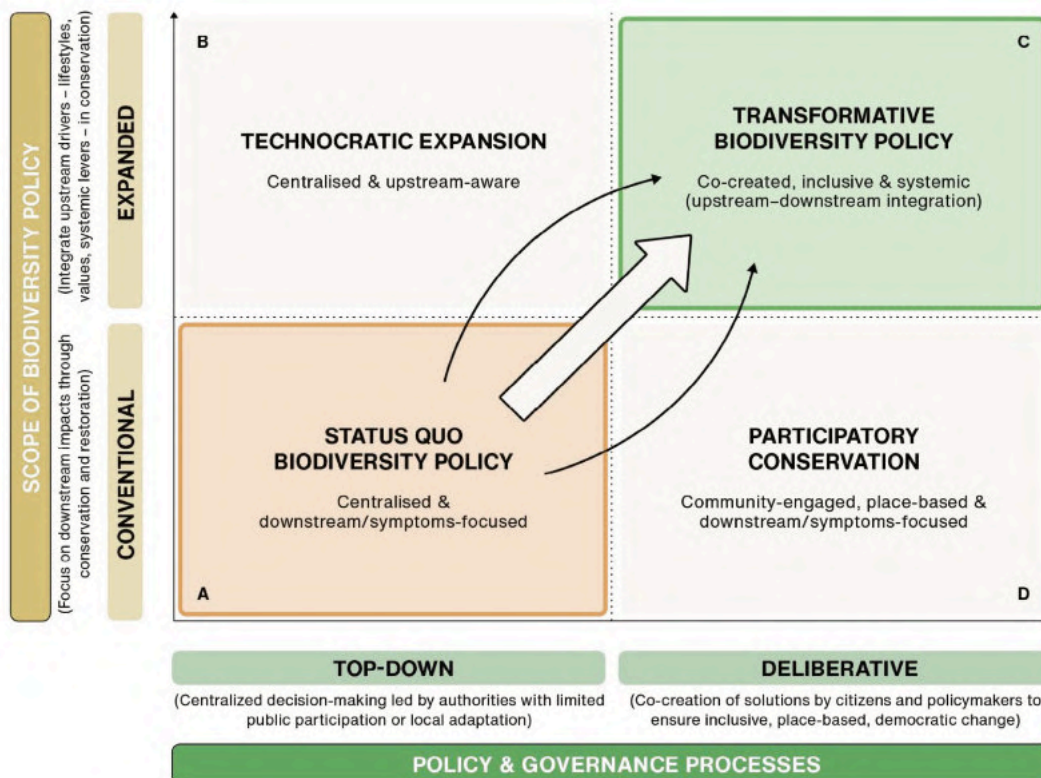 SCOPE OF BIODIVERSITY POLICY
EXPANDED
(Integrate upstream drivers – lifestyles,
values, systemic levers – in conservation)
CONVENTIONAL
(Focus on downstream impacts through
conservation and restoration)
B
TECHNOCRATIC EXPANSION
Centralised & upstream-aware
C
TRANSFORMATIVE
BIODIVERSITY POLICY
Co-created, inclusive & systemic
(upstream–downstream integration)
STATUS QUO
BIODIVERSITY POLICY
Centralised &
downstream/symptoms-focused
A
PARTICIPATORY
CONSERVATION
Community-engaged, place-based &
downstream/symptoms-focused
D
TOP-DOWN
(Centralized decision-making led by authorities with limited
public participation or local adaptation)
DELIBERATIVE
(Co-creation of solutions by citizens and policymakers to
ensure inclusive, place-based, democratic change)
POLICY & GOVERNANCE PROCESSES